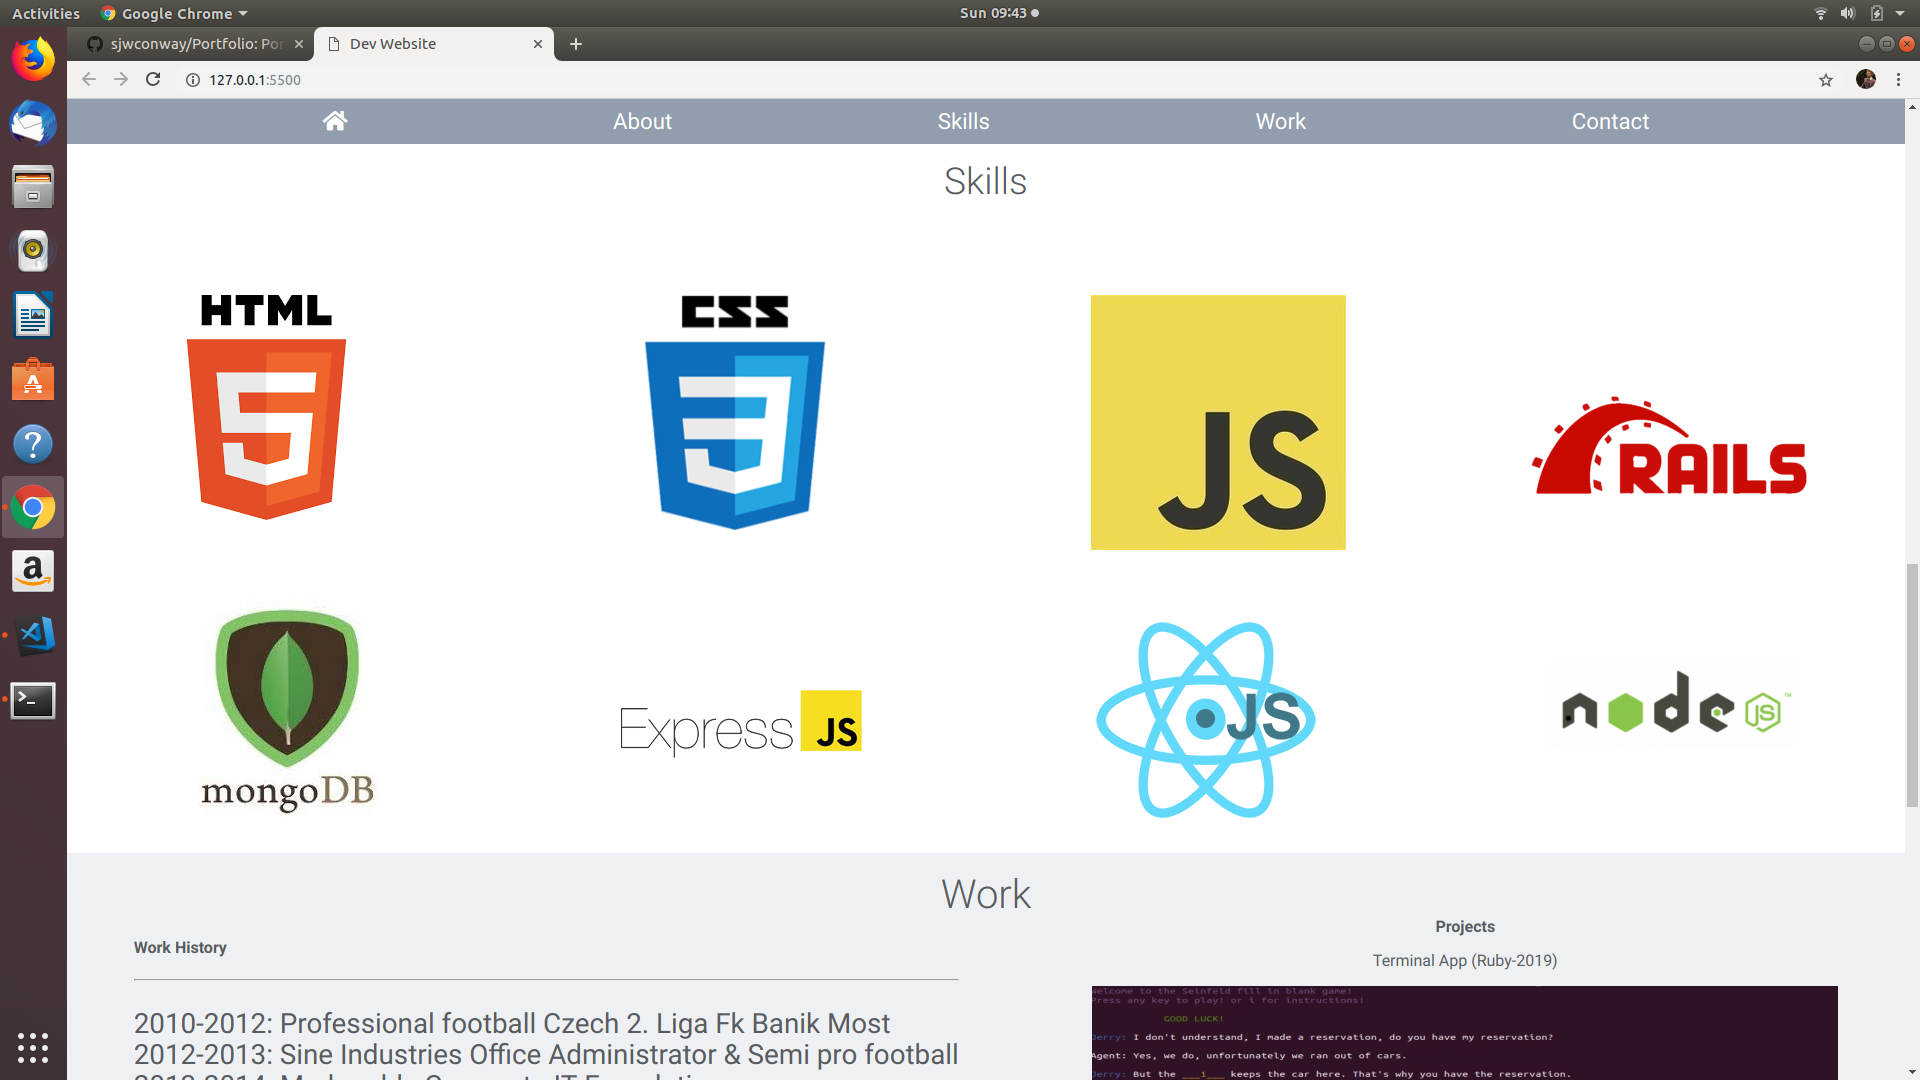 Activities
Google Chrome
Sun 09:43
sjwconway/Portfolio: Por
Dev Website
127.0.0.1:5500
About
Skills
Work
Contact
Skills
HTML
5
CSS
3
JS
RAILS
mongoDB
Express JS
JS
node JS ™
Work
Work History
2010-2012: Professional football Czech 2. Liga Fk Banik Most
2012-2013: Sine Industries Office Administrator & Semi pro football
Projects
Terminal App (Ruby-2019)
Welcome to the Seinfeld fill in blank game!
Press any key to play! or i for instructions!
GOOD LUCK!
Jerry: I don't understand, I made a reservation, do you have my reservation?
Agent: Yes, we do, unfortunately we ran out of cars.
Jerry: But the ___1___ keeps the car here. That's why you have the reservation.